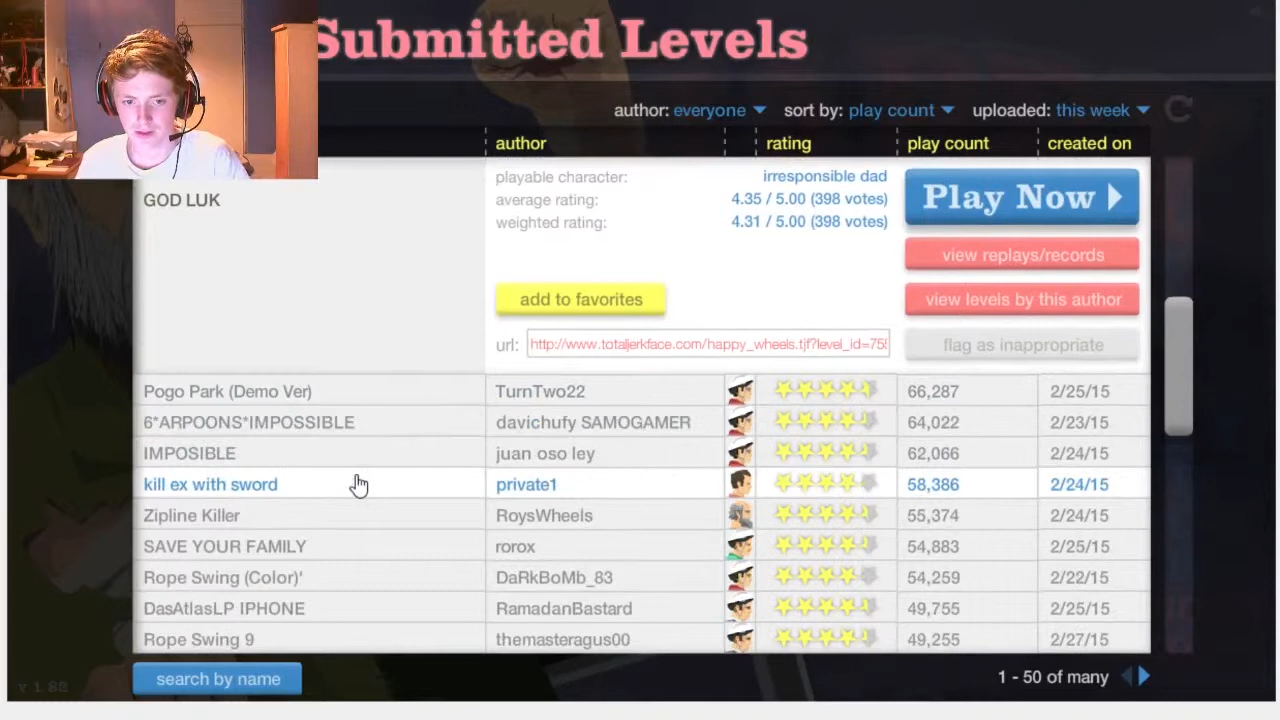 Submitted Levels
author: everyone sort by: play count uploaded: this week
author rating play count created on
GOD LUK
playable character: irresponsible dad
average rating: 4.35 / 5.00 (398 votes)
weighted rating: 4.31 / 5.00 (398 votes)
Play Now
view replays/records
add to favorites view levels by this author
url: http://www.totaljerkface.com/happy_wheels.tjf?level_id=755
flag as inappropriate
Pogo Park (Demo Ver) TurnTwo22 66,287 2/25/15
6*ARPOONS*IMPOSSIBLE davichufy SAMOGAMER 64,022 2/23/15
IMPOSIBLE juan oso ley 62,066 2/24/15
kill ex with sword private1 58,386 2/24/15
Zipline Killer RoysWheels 55,374 2/24/15
SAVE YOUR FAMILY rorox 54,883 2/25/15
Rope Swing (Color)' DaRkBoMb_83 54,259 2/22/15
DasAtlasLP IPHONE RamadanBastard 49,755 2/25/15
Rope Swing 9 themasteragus00 49,255 2/27/15
search by name 1 - 50 of many
v 1.82